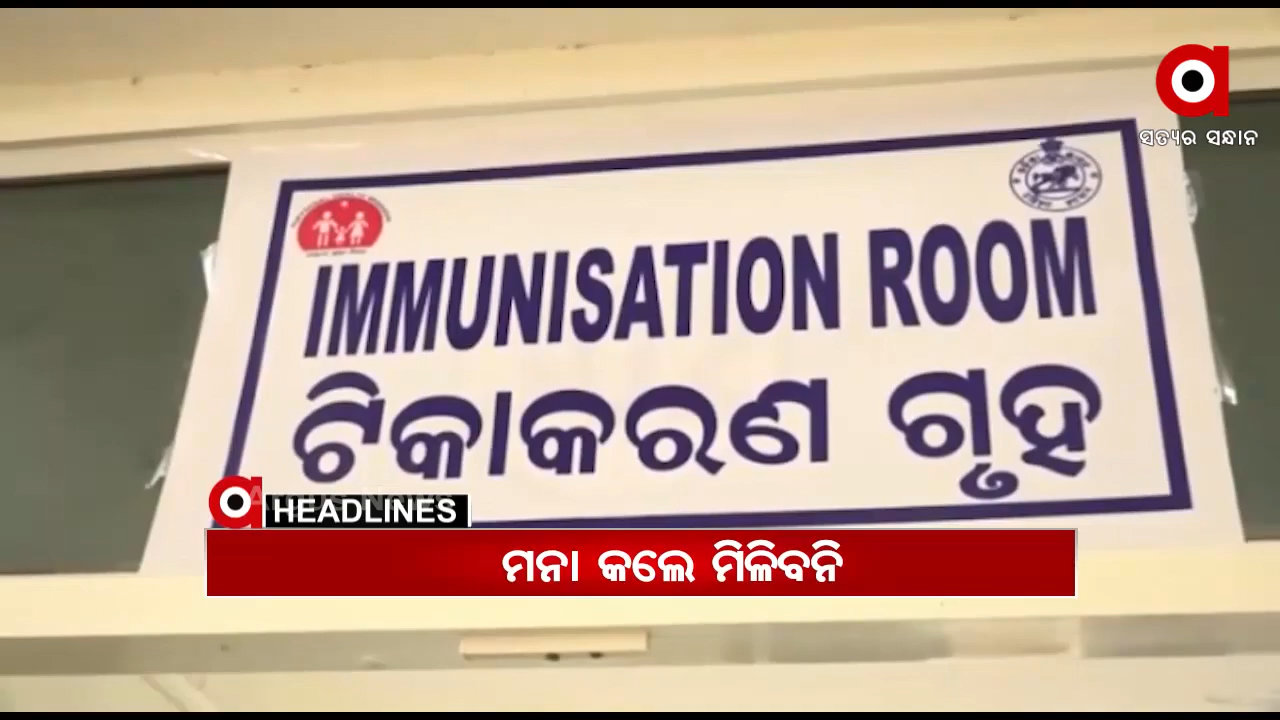 ସତ୍ୟର ସନ୍ଧାନ
IMMUNISATION ROOM
ଟିକାକରଣ ଗୃହ
HEADLINES
ମନା କଲେ ମିଳିବନି